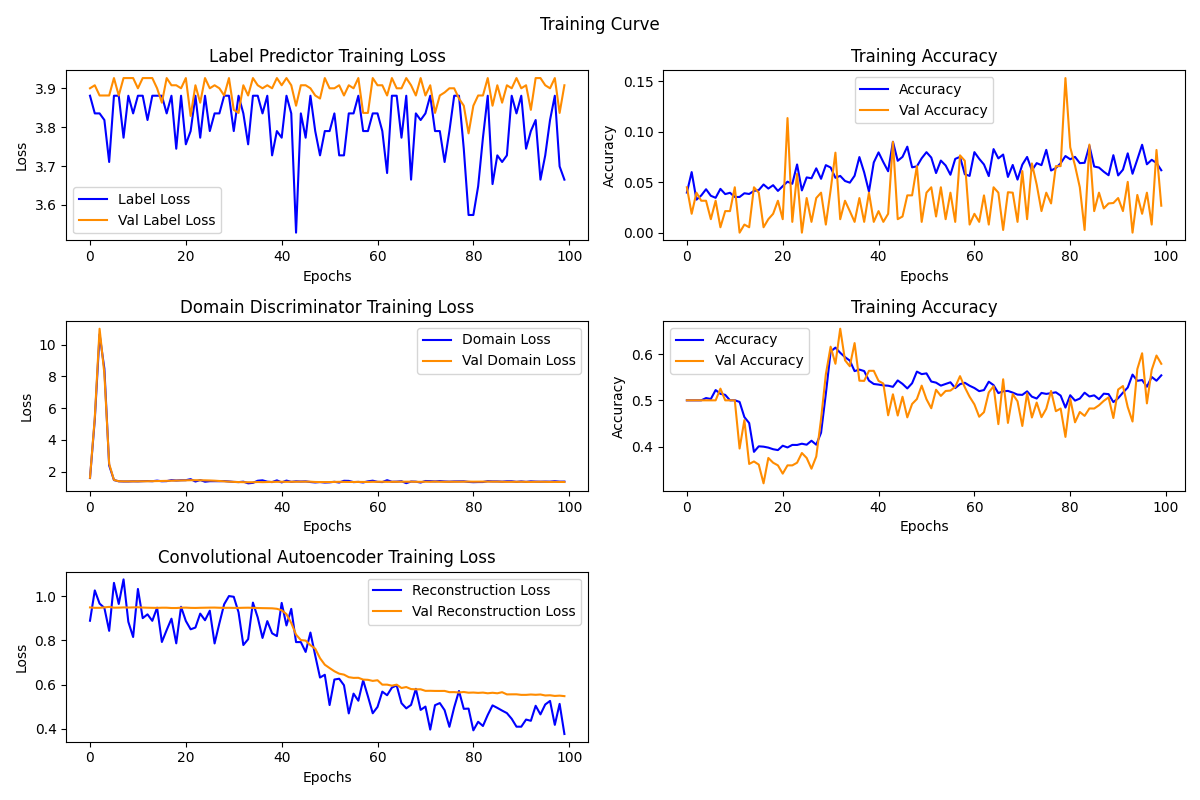 Training Curve
Label Predictor Training Loss
Loss
3.9
3.8
3.7
3.6
Label Loss
Val Label Loss
0 20 40 60 80 100
Epochs
Training Accuracy
Accuracy
0.15
0.10
0.05
0.00
Accuracy
Val Accuracy
0 20 40 60 80 100
Epochs
Domain Discriminator Training Loss
Loss
10
8
6
4
2
Domain Loss
Val Domain Loss
0 20 40 60 80 100
Epochs
Training Accuracy
Accuracy
0.6
0.5
0.4
Accuracy
Val Accuracy
0 20 40 60 80 100
Epochs
Convolutional Autoencoder Training Loss
Loss
1.0
0.8
0.6
0.4
Reconstruction Loss
Val Reconstruction Loss
0 20 40 60 80 100
Epochs